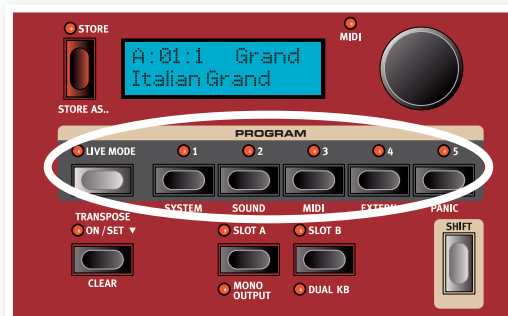 STORE
MIDI
A:01:1 Grand
Italian Grand
STORE AS..
PROGRAM
LIVE MODE 1 2 3 4 5
SYSTEM SOUND MIDI EXTERN PANIC
TRANSPOSE
ON/SET ▼ SLOT A SLOT B SHIFT
CLEAR
MONO OUTPUT DUAL KB